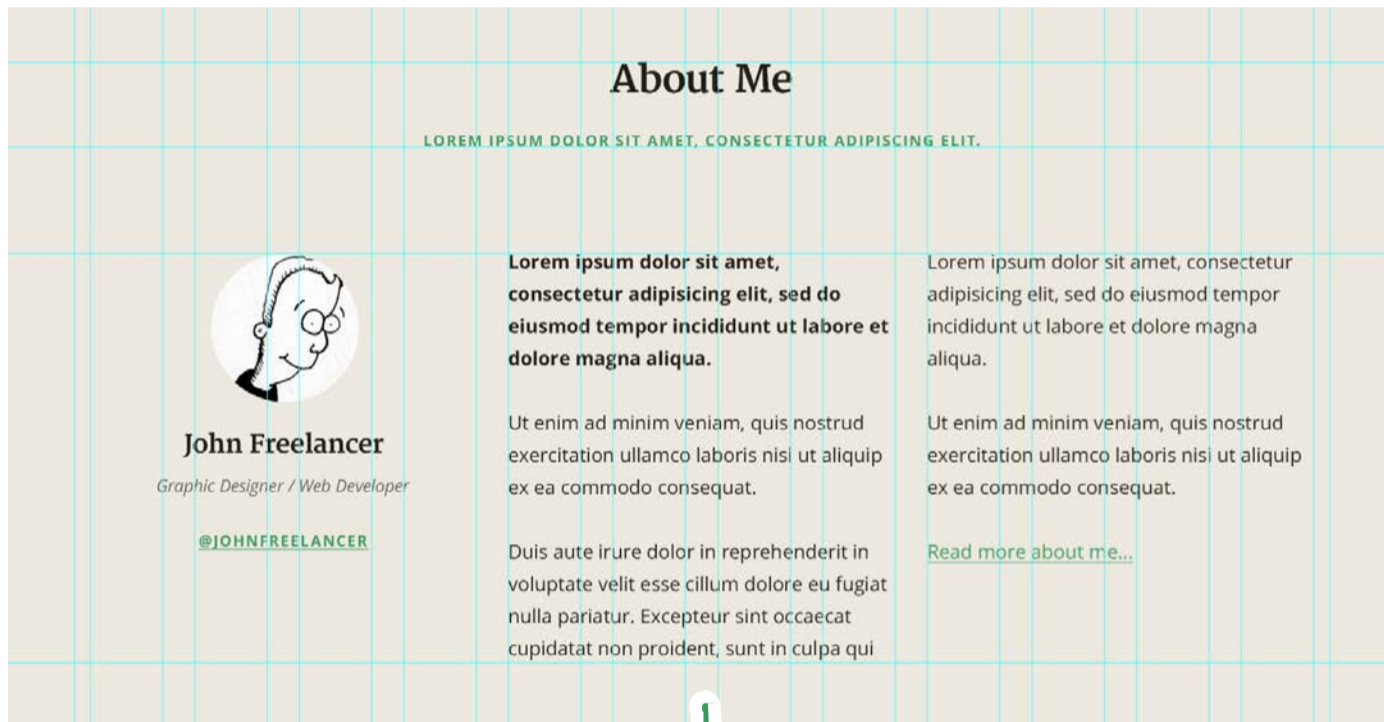 About Me
LOREM IPSUM DOLOR SIT AMET, CONSECTETUR ADIPISCING ELIT.
John Freelancer
Graphic Designer / Web Developer
@JOHNFREELANCER
Lorem ipsum dolor sit amet,
consectetur adipisicing elit, sed do
eiusmod tempor incididunt ut labore et
dolore magna aliqua.
Ut enim ad minim veniam, quis nostrud
exercitation ullamco laboris nisi ut aliquip
ex ea commodo consequat.
Duis aute irure dolor in reprehenderit in
voluptate velit esse cillum dolore eu fugiat
nulla pariatur. Excepteur sint occaecat
cupidatat non proident, sunt in culpa qui
Lorem ipsum dolor sit amet, consectetur
adipisicing elit, sed do eiusmod tempor
incididunt ut labore et dolore magna
aliqua.
Ut enim ad minim veniam, quis nostrud
exercitation ullamco laboris nisi ut aliquip
ex ea commodo consequat.
Read more about me...